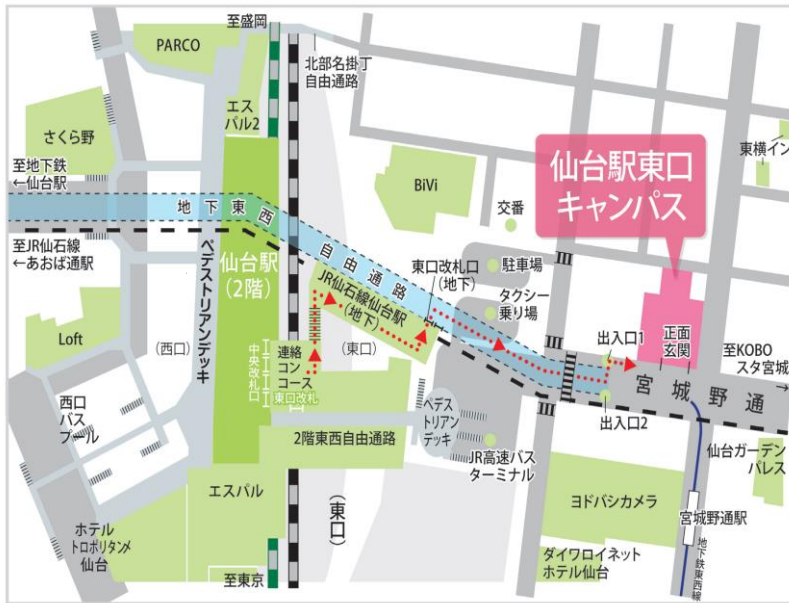 至盛岡
PARCO
北部名掛丁
自由通路
エス
パル2
さくら野
東横イン
仙台駅東口
キャンパス
BiVi
至地下鉄
←仙台駅
交番
地下東西
自由通路
至JR仙石線
←あおば通駅
ペデストリアンデッキ
仙台駅
(2階)
JR仙石線仙台駅
(地下)
東口改札口
(地下)
駐車場
タクシー
乗り場
出入口1
正面
玄関
至KOBO
スタ宮城
→
Loft
(西口)
中央改札口
連絡
コン
コース
(東口)
東口改札
宮城野通
西口
バス
プール
ペデス
トリアン
デッキ
出入口2
2階東西自由通路
JR高速バス
ターミナル
仙台ガーデン
パレス
エスパル
(東口)
ヨドバシカメラ
宮城野通駅
ホテル
トロポリタンメ
仙台
地下鉄東西線
至東京
ダイワロイネット
ホテル仙台